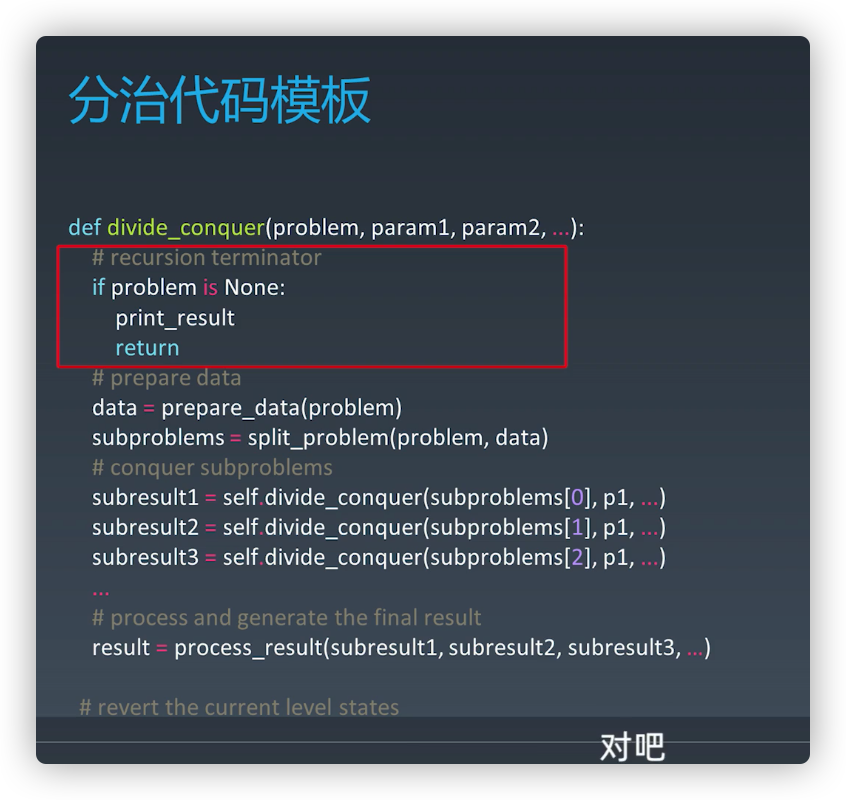 分治代码模板
def divide_conquer(problem, param1, param2, ...):
# recursion terminator
if problem is None:
print_result
return
# prepare data
data = prepare_data(problem)
subproblems = split_problem(problem, data)
# conquer subproblems
subresult1 = self.divide_conquer(subproblems[0], p1, ...)
subresult2 = self.divide_conquer(subproblems[1], p1, ...)
subresult3 = self.divide_conquer(subproblems[2], p1, ...)
...
# process and generate the final result
result = process_result(subresult1, subresult2, subresult3, ...)
# revert the current level states
对吧